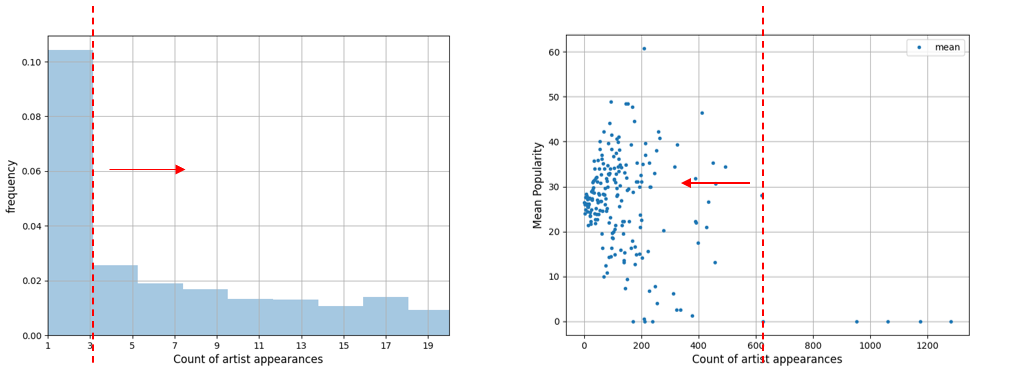 frequency
0.10
0.08
0.06
0.04
0.02
0.00
1 3 5 7 9 11 13 15 17 19
Count of artist appearances
Mean Popularity
60
50
40
30
20
10
0
mean
0 200 400 600 800 1000 1200
Count of artist appearances